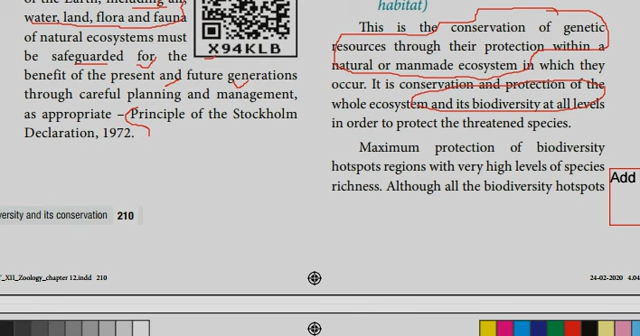 of the Earth, including air,
water, land, flora and fauna
of natural ecosystems must
be safeguarded for the
benefit of the present and future generations
through careful planning and management,
as appropriate – Principle of the Stockholm
Declaration, 1972.
X94KLB
versity and its conservation 210
habitat)
This is the conservation of genetic
resources through their protection within a
natural or manmade ecosystem in which they
occur. It is conservation and protection of the
whole ecosystem and its biodiversity at all levels
in order to protect the threatened species.
Maximum protection of biodiversity
hotspots regions with very high levels of species
richness. Although all the biodiversity hotspots
Add
_XII_Zoology_chapter 12.indd 210
24-02-2020 4.04